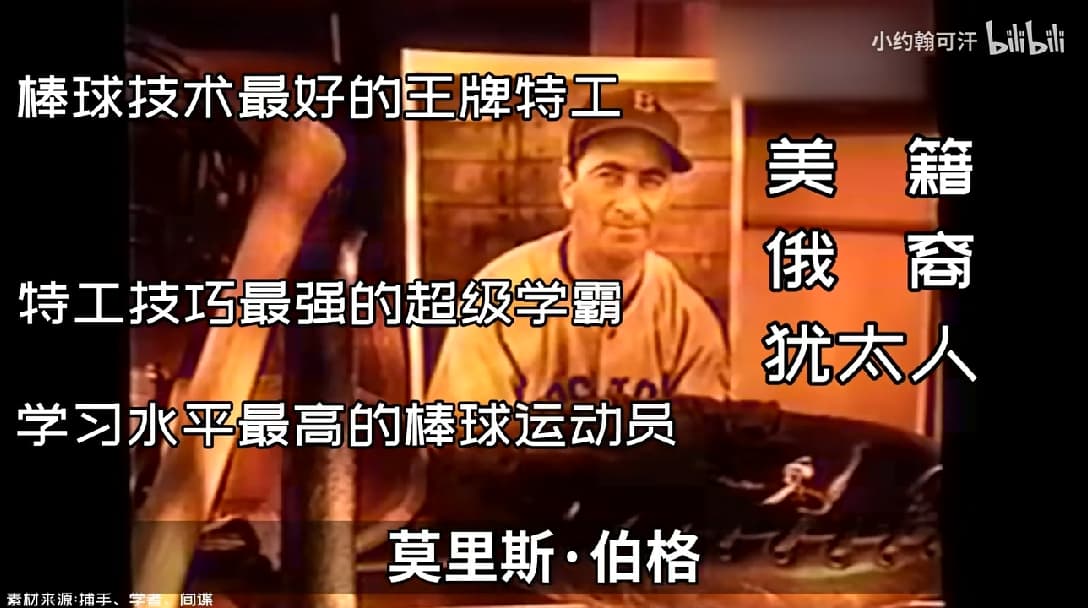 小约翰可汗 bilibili
棒球技术最好的王牌特工
美籍
俄裔
犹太人
特工技巧最强的超级学霸
学习水平最高的棒球运动员
B
莫里斯·伯格
素材来源:捕手、学者、间谍